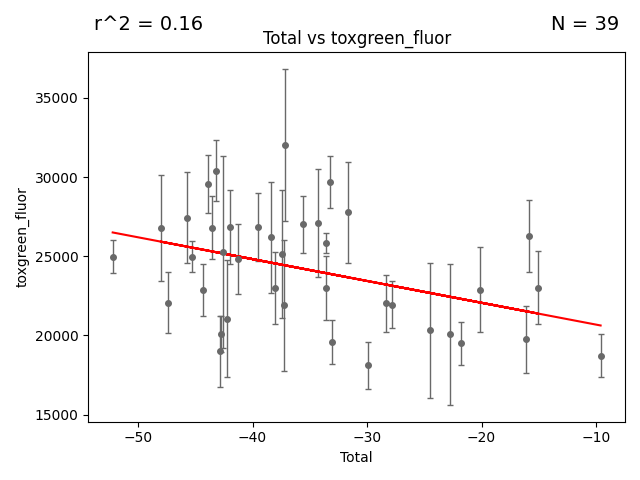 r^2 = 0.16
N = 39
Total vs toxgreen_fluor
35000
30000
25000
20000
15000
toxgreen_fluor
−50
−40
−30
−20
−10
Total